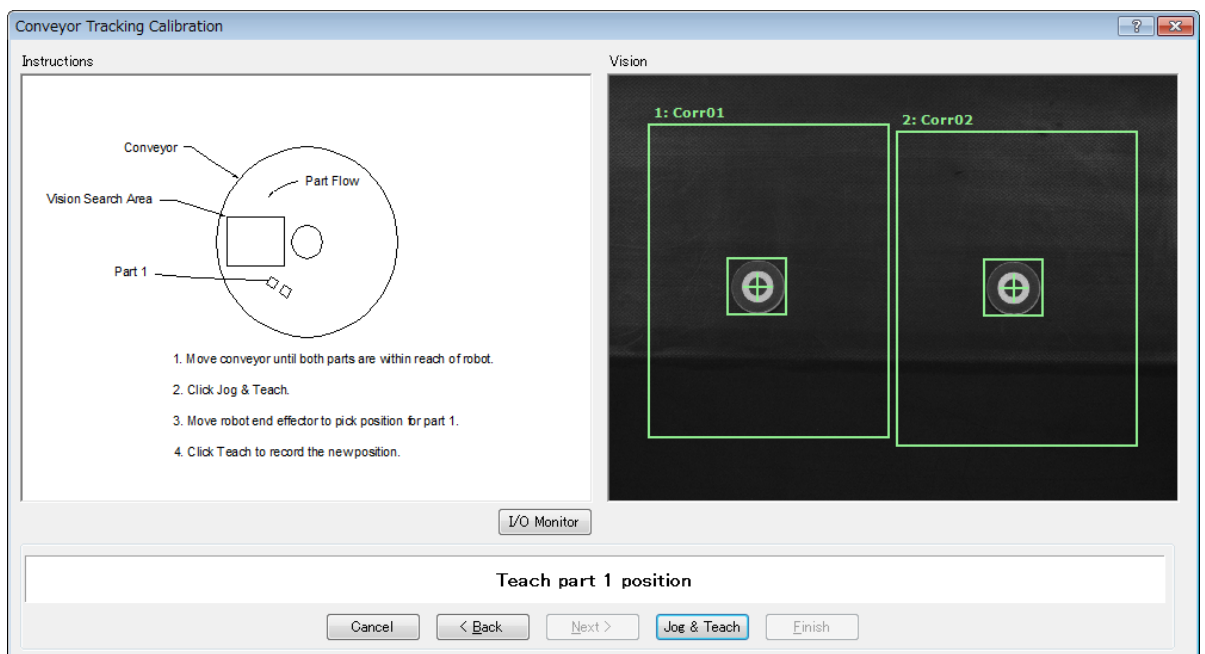 Conveyor Tracking Calibration
Instructions
Vision
Conveyor
Part Flow
Vision Search Area
Part 1
1. Move conveyor until both parts are within reach of robot.
2. Click Jog & Teach.
3. Move robot end effector to pick position for part 1.
4. Click Teach to record the new position.
1: Corr01
2: Corr02
I/O Monitor
Teach part 1 position
Cancel
< Back
Next >
Jog & Teach
Finish